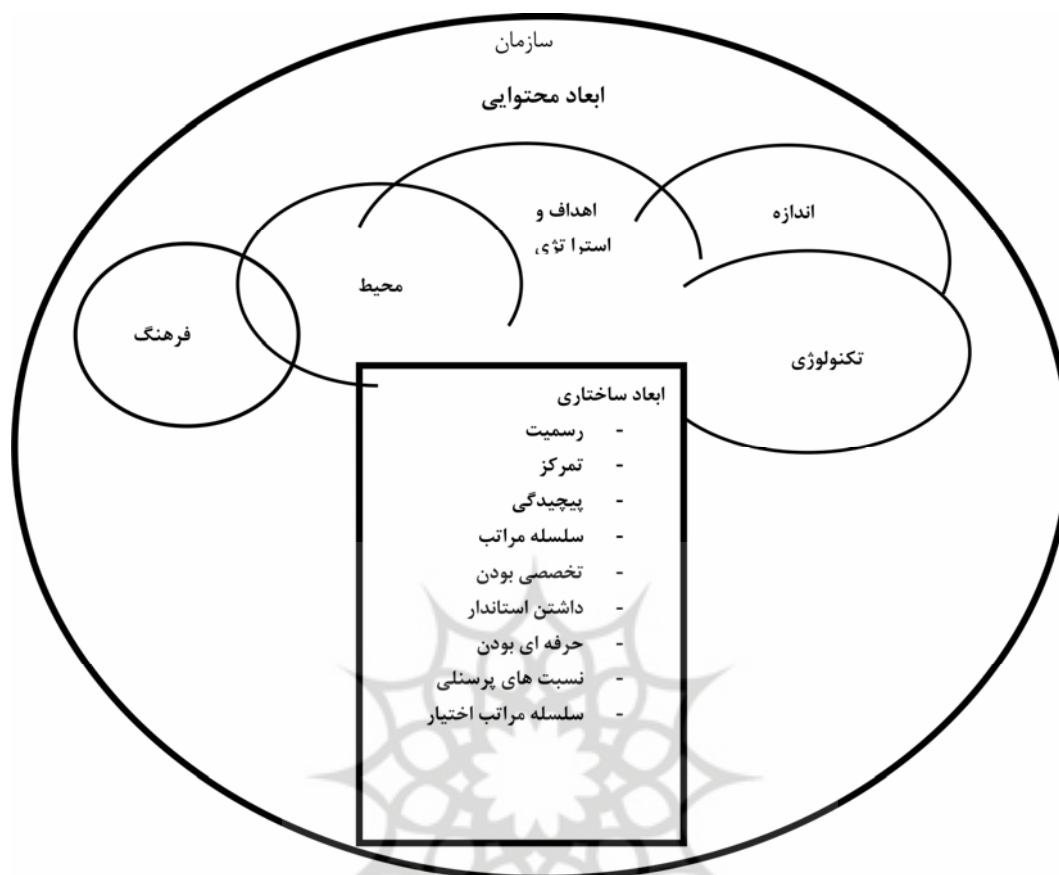 سازمان
ابعاد محتوایی
اندازه
اهداف و
استراتژی
محیط
فرهنگ
تکنولوژی
ابعاد ساختاری
- رسمیت
- تمرکز
- پیچیدگی
- سلسله مراتب
- تخصصی بودن
- داشتن استاندار
- حرفه ای بودن
- نسبت های پرسنلی
- سلسله مراتب اختیار